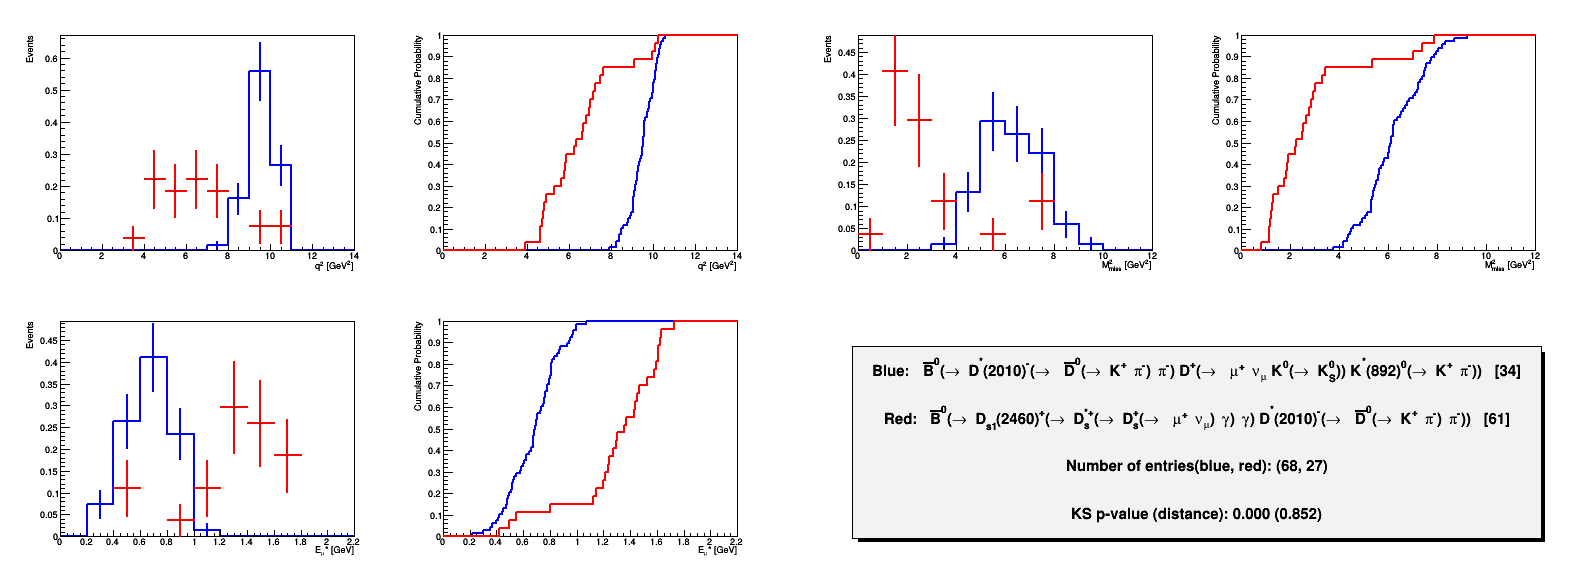 Events
0.6
0.5
0.4
0.3
0.2
0.1
0
0 2 4 6 8 10 12 14
q² [GeV²]
Cumulative Probability
1
0.9
0.8
0.7
0.6
0.5
0.4
0.3
0.2
0.1
0
0 2 4 6 8 10 12 14
q² [GeV²]
Events
0.45
0.4
0.35
0.3
0.25
0.2
0.15
0.1
0.05
0
0 2 4 6 8 10 12
M²miss [GeV²]
Cumulative Probability
1
0.9
0.8
0.7
0.6
0.5
0.4
0.3
0.2
0.1
0
0 2 4 6 8 10 12
M²miss [GeV²]
Events
0.45
0.4
0.35
0.3
0.25
0.2
0.15
0.1
0.05
0
0 0.2 0.4 0.6 0.8 1 1.2 1.4 1.6 1.8 2 2.2
Eμ* [GeV]
Cumulative Probability
1
0.9
0.8
0.7
0.6
0.5
0.4
0.3
0.2
0.1
0
0 0.2 0.4 0.6 0.8 1 1.2 1.4 1.6 1.8 2 2.2
Eμ* [GeV]
Blue: B̅⁰(→ D*(2010)⁻(→ D̅⁰(→ K⁺ π⁻) π⁻) D⁺(→ μ⁺ νμ K⁰(→ K⁰S)) K*(892)⁰(→ K⁺ π⁻)) [34]
Red: B̅⁰(→ Ds1(2460)⁺(→ Ds*⁺(→ Ds⁺(→ μ⁺ νμ) γ) γ) D*(2010)⁻(→ D̅⁰(→ K⁺ π⁻) π⁻)) [61]
Number of entries(blue, red): (68, 27)
KS p-value (distance): 0.000 (0.852)